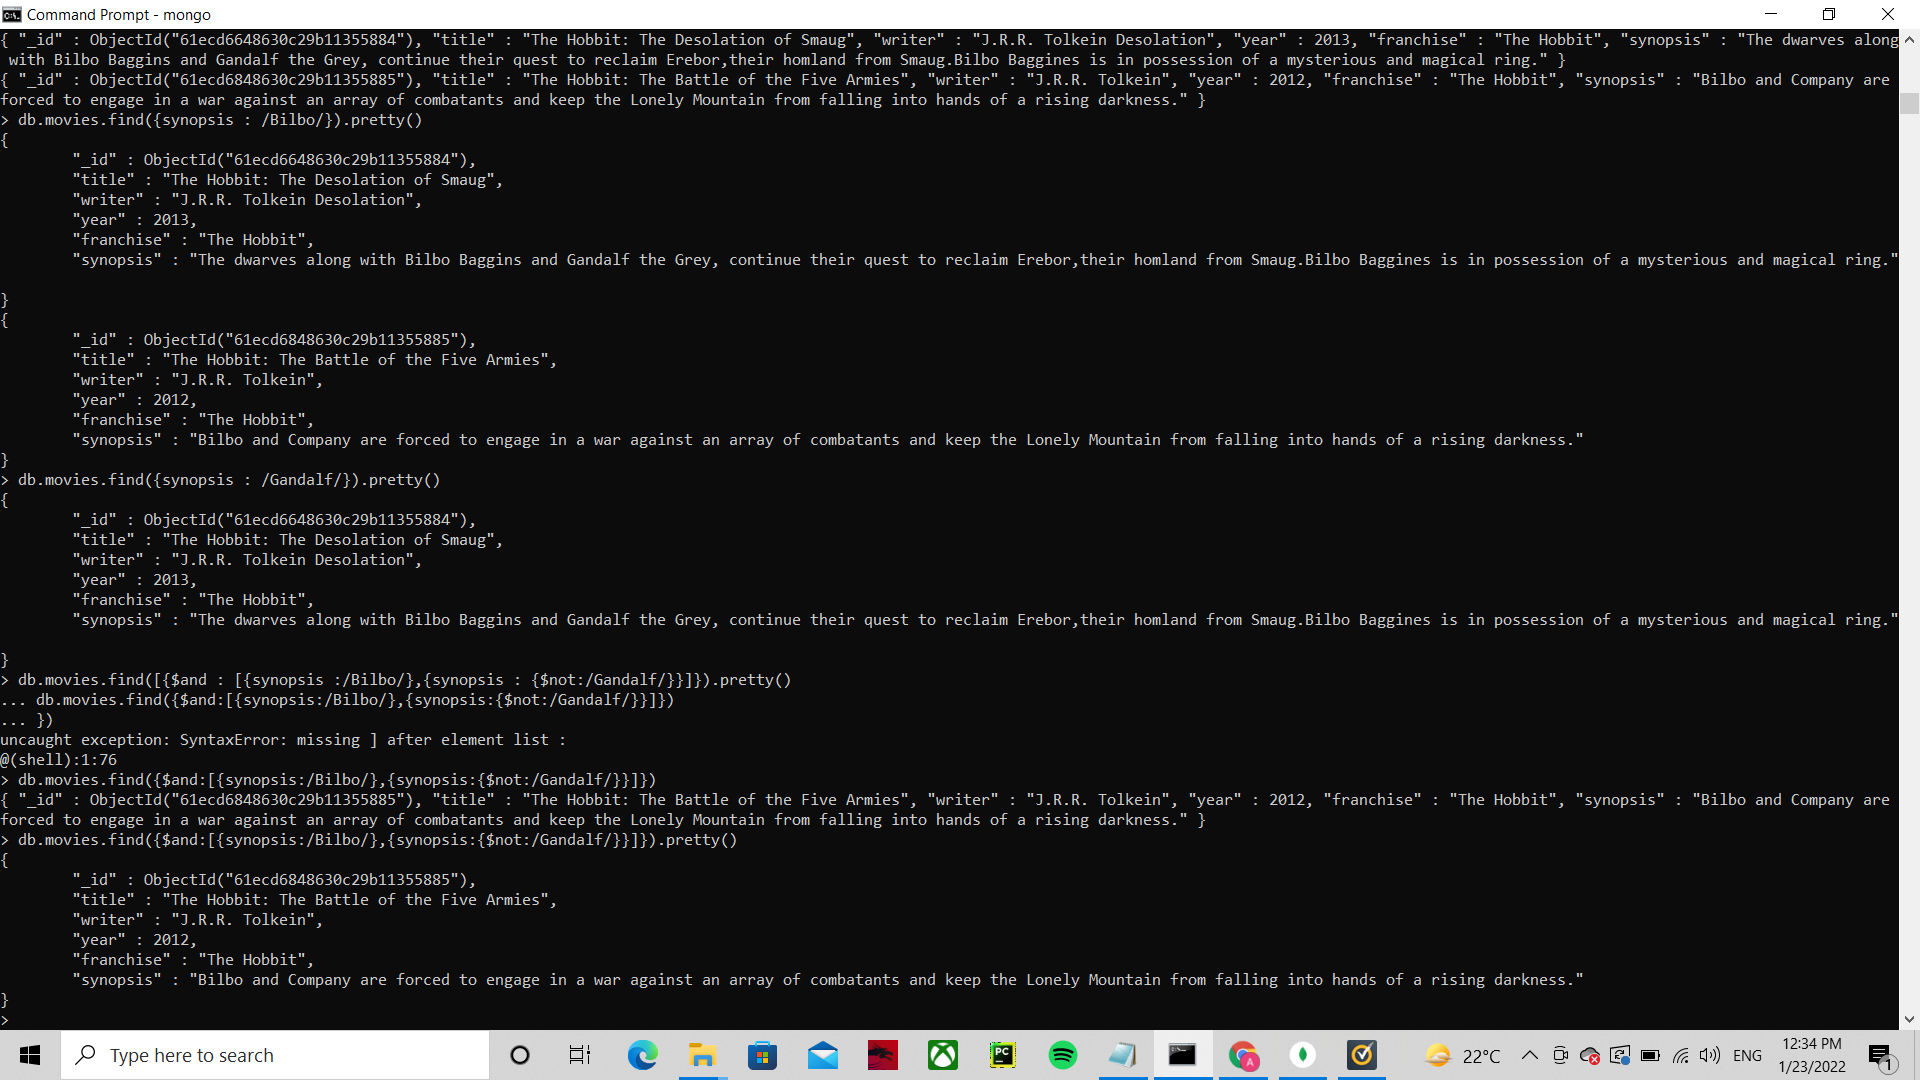 Command Prompt - mongo
{ "_id" : ObjectId("61ecd6648630c29b11355884"), "title" : "The Hobbit: The Desolation of Smaug", "writer" : "J.R.R. Tolkein Desolation", "year" : 2013, "franchise" : "The Hobbit", "synopsis" : "The dwarves along
 with Bilbo Baggins and Gandalf the Grey, continue their quest to reclaim Erebor,their homland from Smaug.Bilbo Baggines is in possession of a mysterious and magical ring." }
{ "_id" : ObjectId("61ecd6848630c29b11355885"), "title" : "The Hobbit: The Battle of the Five Armies", "writer" : "J.R.R. Tolkein", "year" : 2012, "franchise" : "The Hobbit", "synopsis" : "Bilbo and Company are
forced to engage in a war against an array of combatants and keep the Lonely Mountain from falling into hands of a rising darkness." }
> db.movies.find({synopsis : /Bilbo/}).pretty()
{
        "_id" : ObjectId("61ecd6648630c29b11355884"),
        "title" : "The Hobbit: The Desolation of Smaug",
        "writer" : "J.R.R. Tolkein Desolation",
        "year" : 2013,
        "franchise" : "The Hobbit",
        "synopsis" : "The dwarves along with Bilbo Baggins and Gandalf the Grey, continue their quest to reclaim Erebor,their homland from Smaug.Bilbo Baggines is in possession of a mysterious and magical ring."
}
{
        "_id" : ObjectId("61ecd6848630c29b11355885"),
        "title" : "The Hobbit: The Battle of the Five Armies",
        "writer" : "J.R.R. Tolkein",
        "year" : 2012,
        "franchise" : "The Hobbit",
        "synopsis" : "Bilbo and Company are forced to engage in a war against an array of combatants and keep the Lonely Mountain from falling into hands of a rising darkness."
}
> db.movies.find({synopsis : /Gandalf/}).pretty()
{
        "_id" : ObjectId("61ecd6648630c29b11355884"),
        "title" : "The Hobbit: The Desolation of Smaug",
        "writer" : "J.R.R. Tolkein Desolation",
        "year" : 2013,
        "franchise" : "The Hobbit",
        "synopsis" : "The dwarves along with Bilbo Baggins and Gandalf the Grey, continue their quest to reclaim Erebor,their homland from Smaug.Bilbo Baggines is in possession of a mysterious and magical ring."
}
> db.movies.find([{$and : [{synopsis :/Bilbo/},{synopsis : {$not:/Gandalf/}}]}).pretty()
... db.movies.find({$and:[{synopsis:/Bilbo/},{synopsis:{$not:/Gandalf/}}]})
... })
uncaught exception: SyntaxError: missing ] after element list :
@(shell):1:76
> db.movies.find({$and:[{synopsis:/Bilbo/},{synopsis:{$not:/Gandalf/}}]})
{ "_id" : ObjectId("61ecd6848630c29b11355885"), "title" : "The Hobbit: The Battle of the Five Armies", "writer" : "J.R.R. Tolkein", "year" : 2012, "franchise" : "The Hobbit", "synopsis" : "Bilbo and Company are
forced to engage in a war against an array of combatants and keep the Lonely Mountain from falling into hands of a rising darkness." }
> db.movies.find({$and:[{synopsis:/Bilbo/},{synopsis:{$not:/Gandalf/}}]}).pretty()
{
        "_id" : ObjectId("61ecd6848630c29b11355885"),
        "title" : "The Hobbit: The Battle of the Five Armies",
        "writer" : "J.R.R. Tolkein",
        "year" : 2012,
        "franchise" : "The Hobbit",
        "synopsis" : "Bilbo and Company are forced to engage in a war against an array of combatants and keep the Lonely Mountain from falling into hands of a rising darkness."
}
>
Type here to search
PC
A
22°C
ENG
12:34 PM
1/23/2022
1